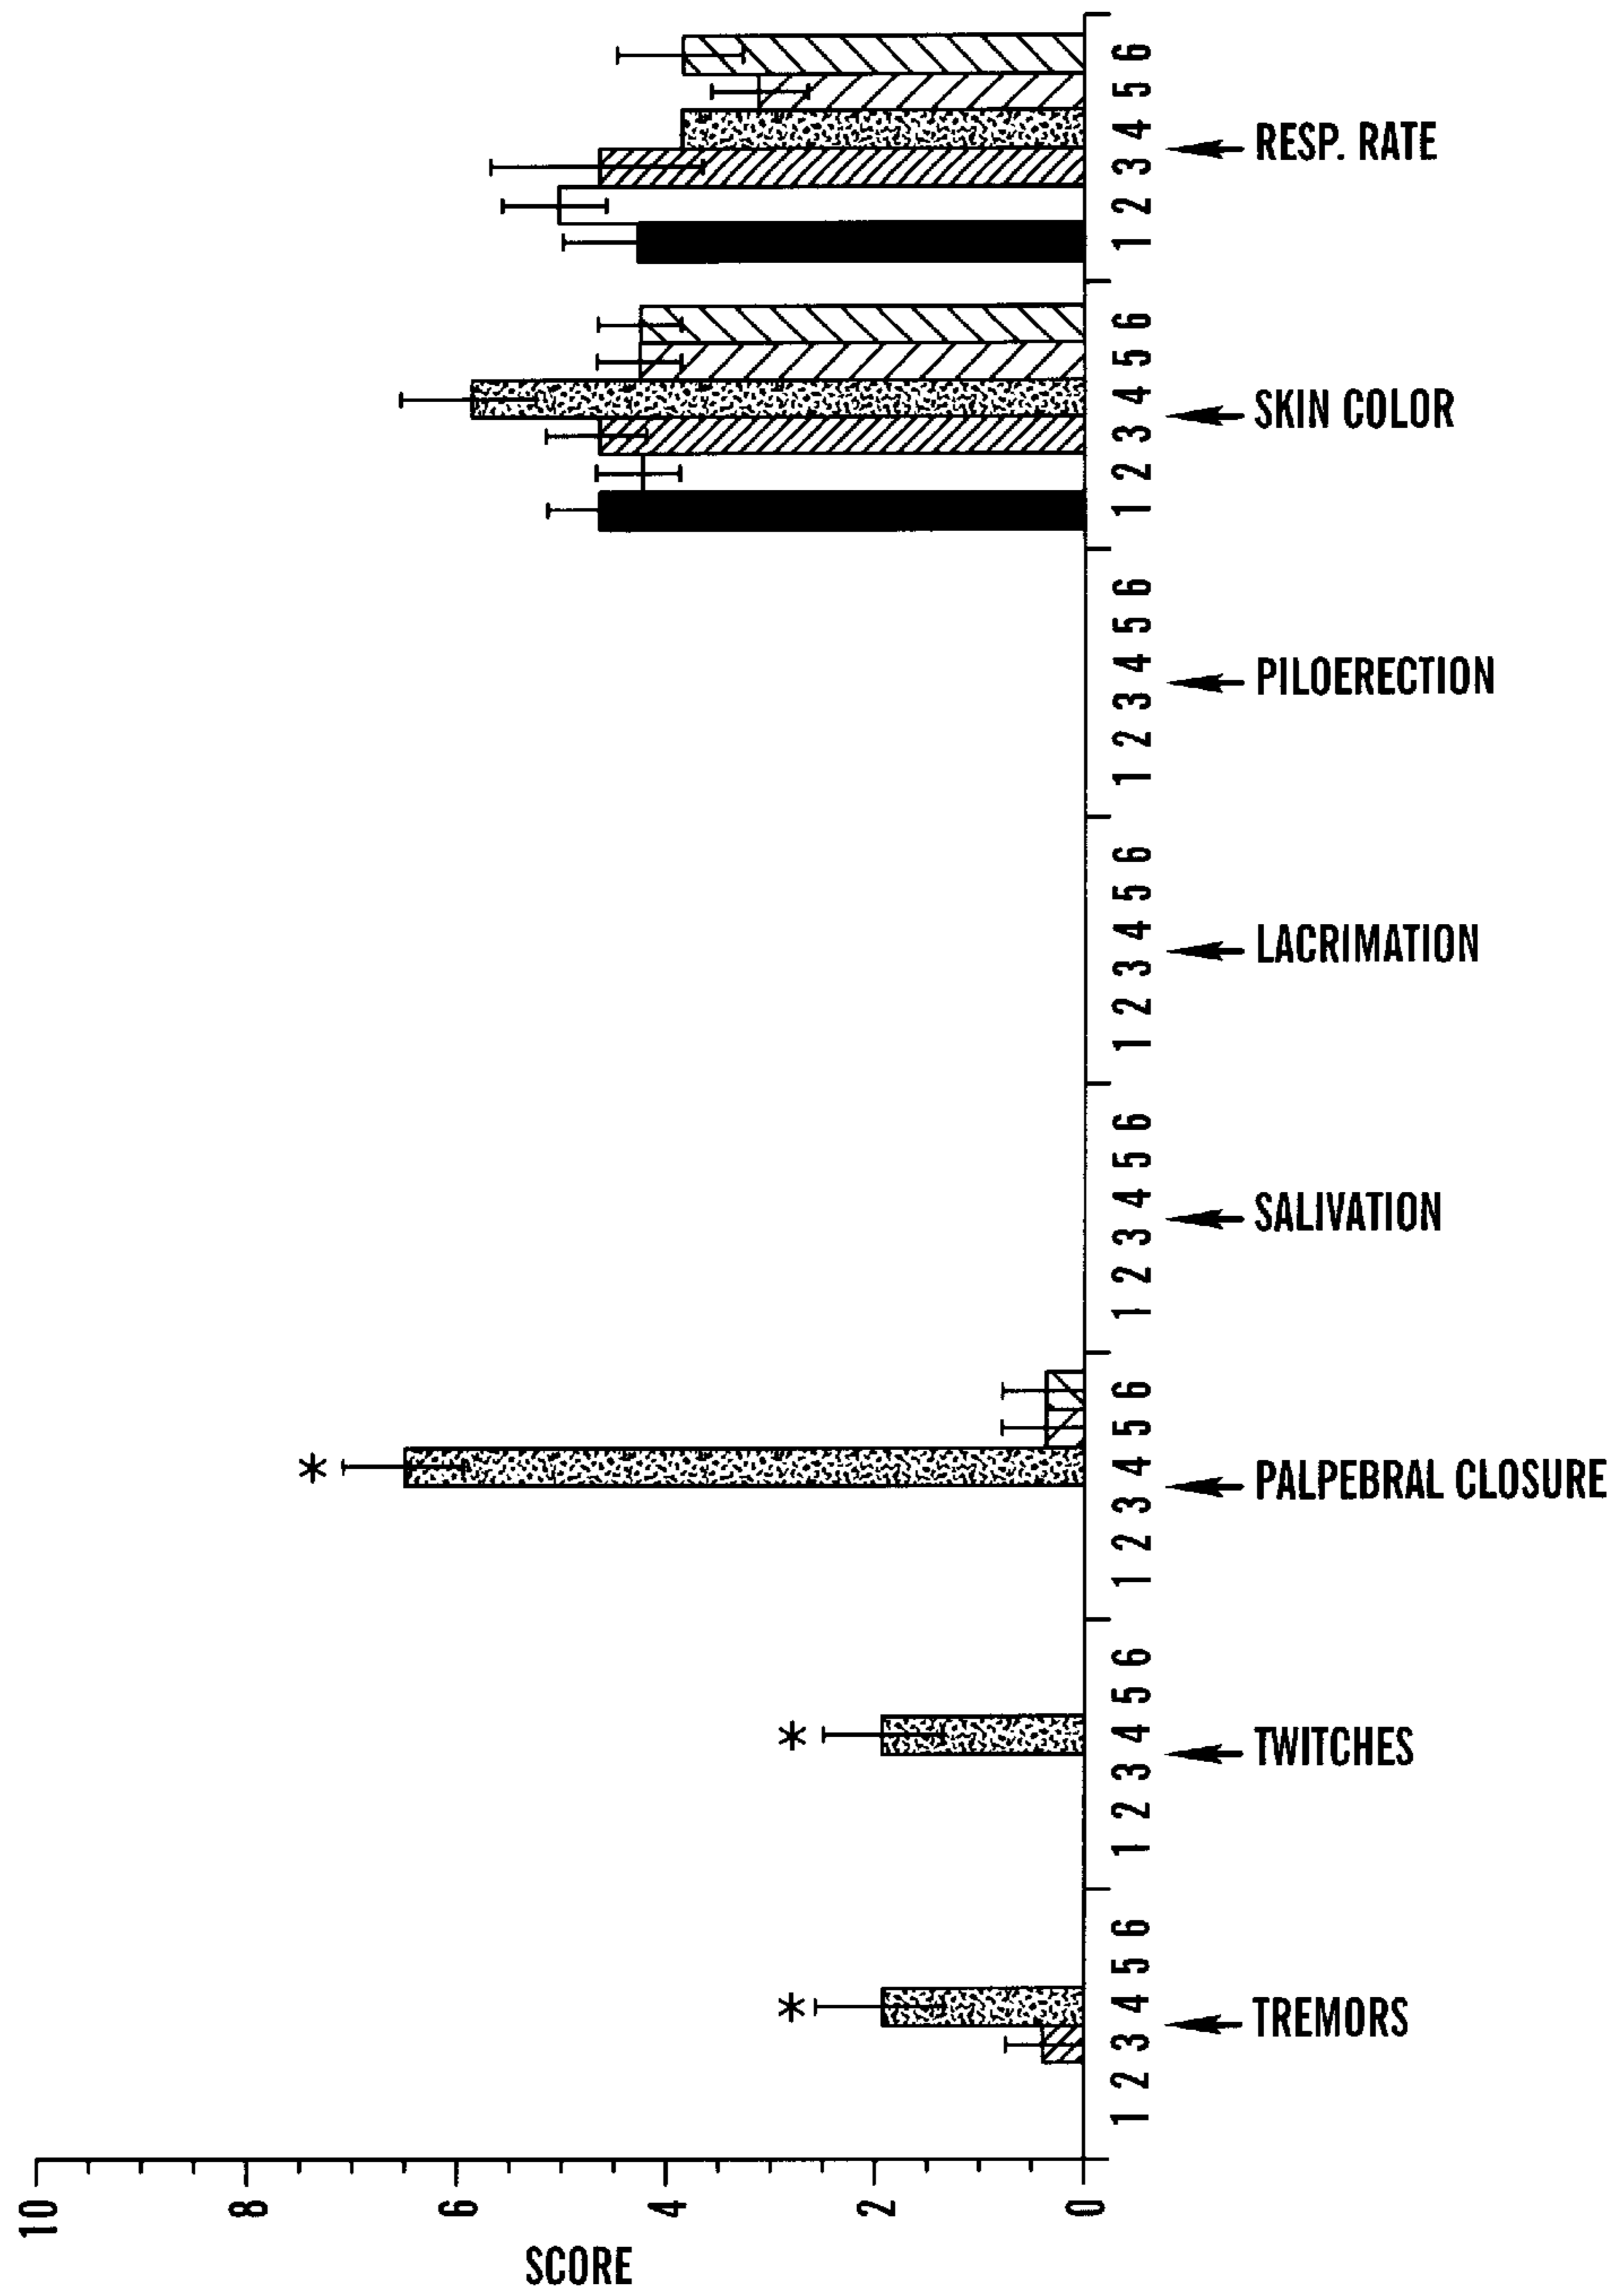 SCORE
10
8
6
4
2
0
*
*
*
1 2 3 4 5 6
1 2 3 4 5 6
1 2 3 4 5 6
1 2 3 4 5 6
1 2 3 4 5 6
1 2 3 4 5 6
1 2 3 4 5 6
1 2 3 4 5 6
TREMORS
TWITCHES
PALPEBRAL CLOSURE
SALIVATION
LACRIMATION
PILOERECTION
SKIN COLOR
RESP. RATE